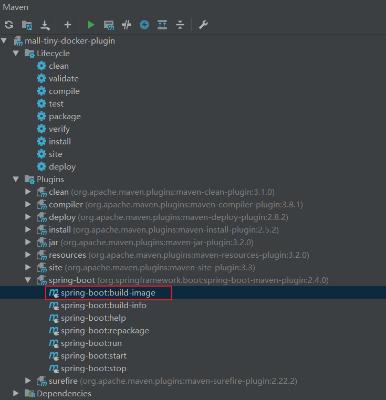 Maven
mall-tiny-docker-plugin
Lifecycle
clean
validate
compile
test
package
verify
install
site
deploy
Plugins
clean (org.apache.maven.plugins:maven-clean-plugin:3.1.0)
compiler (org.apache.maven.plugins:maven-compiler-plugin:3.8.1)
deploy (org.apache.maven.plugins:maven-deploy-plugin:2.8.2)
install (org.apache.maven.plugins:maven-install-plugin:2.5.2)
jar (org.apache.maven.plugins:maven-jar-plugin:3.2.0)
resources (org.apache.maven.plugins:maven-resources-plugin:3.2.0)
site (org.apache.maven.plugins:maven-site-plugin:3.3)
spring-boot (org.springframework.boot:spring-boot-maven-plugin:2.4.0)
spring-boot:build-image
spring-boot:build-info
spring-boot:help
spring-boot:repackage
spring-boot:run
spring-boot:start
spring-boot:stop
surefire (org.apache.maven.plugins:maven-surefire-plugin:2.22.2)
Dependencies